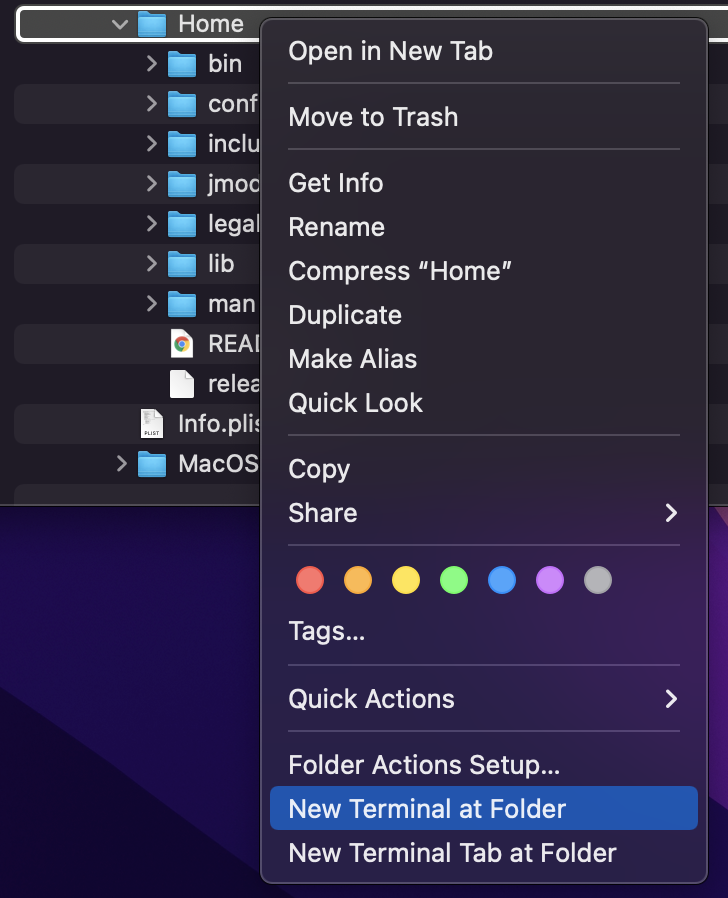 Home
bin
conf
inclu
jmod
legal
lib
man
READ
relea
Info.plis
PLIST
MacOS
Open in New Tab
Move to Trash
Get Info
Rename
Compress “Home”
Duplicate
Make Alias
Quick Look
Copy
Share
Tags...
Quick Actions
Folder Actions Setup...
New Terminal at Folder
New Terminal Tab at Folder